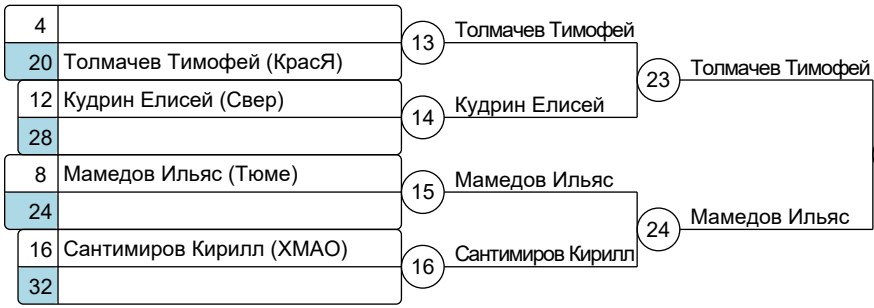 4
20 Толмачев Тимофей (КрасЯ)
13 Толмачев Тимофей
12 Кудрин Елисей (Свер)
28
14 Кудрин Елисей
23 Толмачев Тимофей
8 Мамедов Ильяс (Тюме)
24
15 Мамедов Ильяс
16 Сантимиров Кирилл (ХМАО)
32
16 Сантимиров Кирилл
24 Мамедов Ильяс